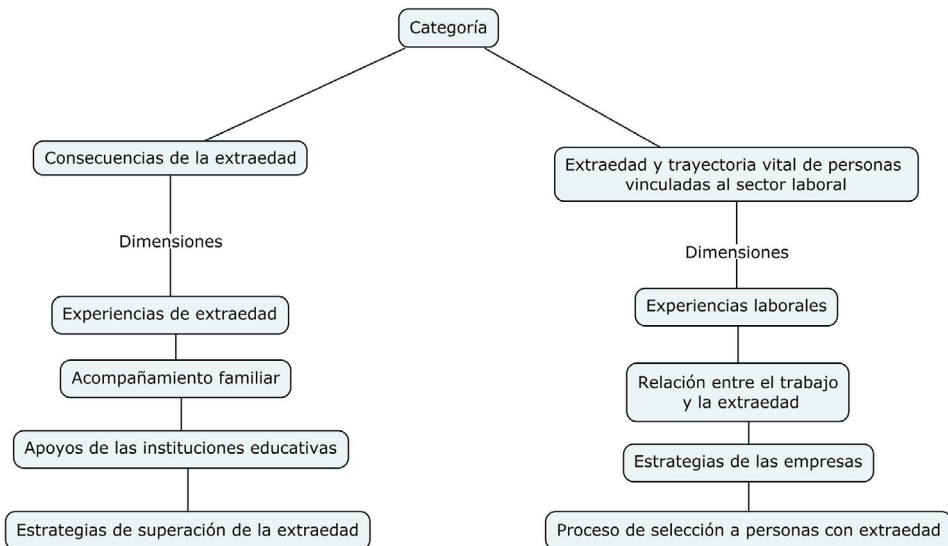 Categoría
Consecuencias de la extraedad
Extraedad y trayectoria vital de personas
vinculadas al sector laboral
Dimensiones
Dimensiones
Experiencias de extraedad
Experiencias laborales
Acompañamiento familiar
Relación entre el trabajo
y la extraedad
Apoyos de las instituciones educativas
Estrategias de las empresas
Estrategias de superación de la extraedad
Proceso de selección a personas con extraedad